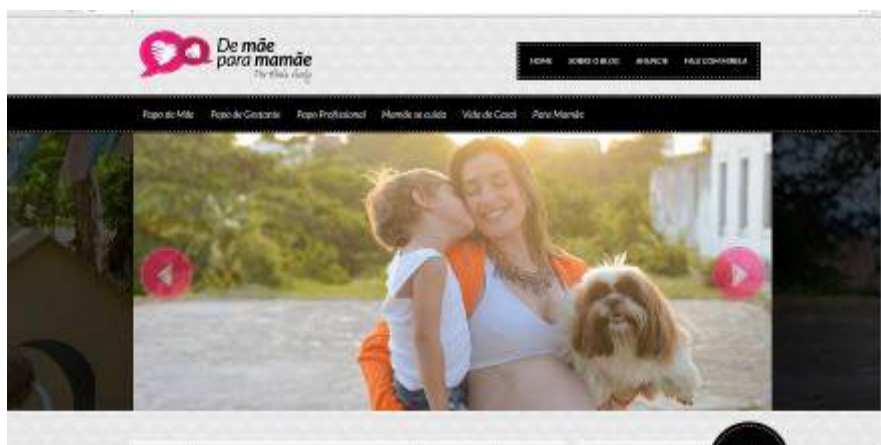 De mãe
para mamãe
HOME SOBRE O BLOG ANUNCIE FALE COM
Papo de Mãe Papo de Gestante Papo Profissional Mamãe se cuida Vida de Casal Para Mamãe